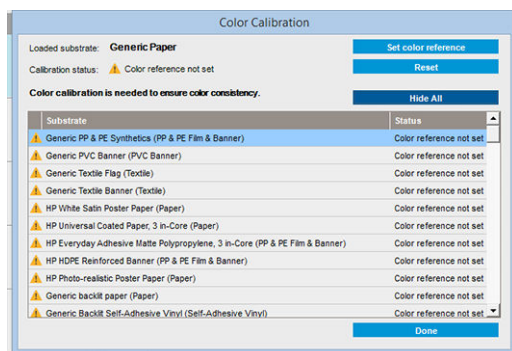 Color Calibration
Loaded substrate: Generic Paper
Set color reference
Calibration status: Color reference not set
Reset
Color calibration is needed to ensure color consistency.
Hide All
Substrate Status
Generic PP & PE Synthetics (PP & PE Film & Banner) Color reference not set
Generic PVC Banner (PVC Banner) Color reference not set
Generic Textile Flag (Textile) Color reference not set
Generic Textile Banner (Textile) Color reference not set
HP White Satin Poster Paper (Paper) Color reference not set
HP Universal Coated Paper, 3 in-Core (Paper) Color reference not set
HP Everyday Adhesive Matte Polypropylene, 3 in-Core (PP & PE Film & Banner) Color reference not set
HP HDPE Reinforced Banner (PP & PE Film & Banner) Color reference not set
HP Photo-realistic Poster Paper (Paper) Color reference not set
Generic backlit paper (Paper) Color reference not set
Generic Backlit Self-Adhesive Vinyl (Self-Adhesive Vinyl) Color reference not set
Done